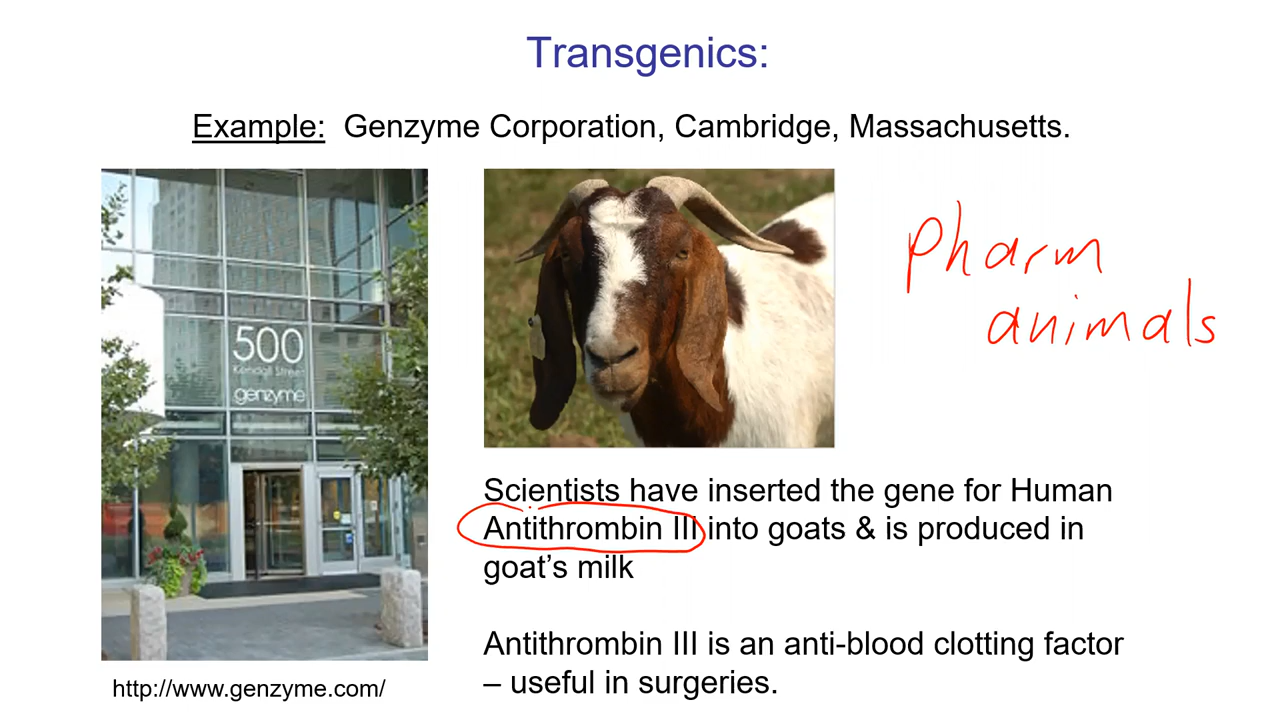 Transgenics:
Example: Genzyme Corporation, Cambridge, Massachusetts.
500
Kendall Street
genzyme
Pharm
animals
Scientists have inserted the gene for Human
Antithrombin III into goats & is produced in
goat's milk
Antithrombin III is an anti-blood clotting factor
– useful in surgeries.
http://www.genzyme.com/